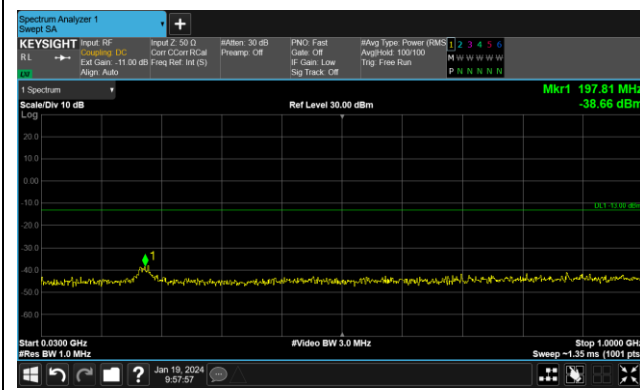 Spectrum Analyzer 1
Swept SA
+
KEYSIGHT Input: RF Input Z: 50 Ω #Atten: 30 dB PNO: Fast #Avg Type: Power (RMS 1 2 3 4 5 6
RL Coupling: DC Corr CCorr RCal Preamp: Off Gate: Off Avg|Hold: 100/100 M W W W W W
Ext Gain: -11.00 dB Freq Ref: Int (S) IF Gain: Low Trig: Free Run
Align: Auto Sig Track: Off P N N N N N
1 Spectrum Mkr1 197.81 MHz
Scale/Div 10 dB Ref Level 30.00 dBm -38.66 dBm
Log
20.0
10.0
0.00
-10.0
DL1 -13.00 dBm
-20.0
-30.0
1
-40.0
-50.0
-60.0
Start 0.0300 GHz #Video BW 3.0 MHz Stop 1.0000 GHz
#Res BW 1.0 MHz Sweep ~1.35 ms (1001 pts
? Jan 19, 2024
9:57:57